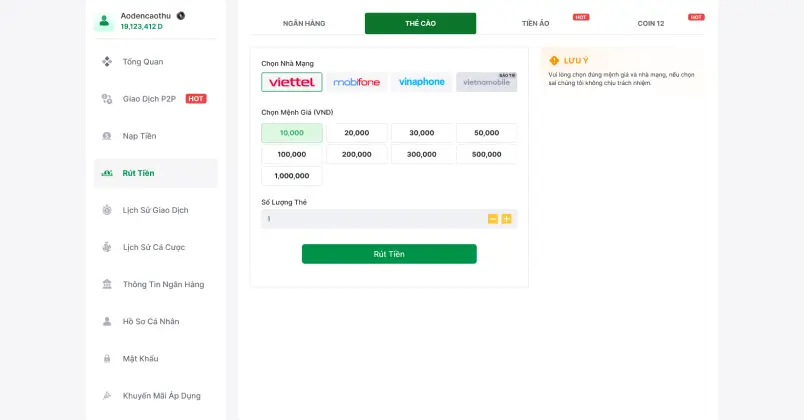 Aodencaothu
19,123,412 D
Tổng Quan
Giao Dịch P2P HOT
Nạp Tiền
Rút Tiền
Lịch Sử Giao Dịch
Lịch Sử Cá Cược
Thông Tin Ngân Hàng
Hồ Sơ Cá Nhân
Mật Khẩu
Khuyến Mãi Áp Dụng
NGÂN HÀNG THẺ CÀO TIỀN ẢO HOT COIN 12 HOT
Chọn Nhà Mạng
viettel mobifone vinaphone vietnamobile BẢO TRÌ
Chọn Mệnh Giá (VND)
10,000 20,000 30,000 50,000
100,000 200,000 300,000 500,000
1,000,000
Số Lượng Thẻ
1
Rút Tiền
LƯU Ý
Vui lòng chọn đúng mệnh giá và nhà mạng, nếu chọn
sai chúng tôi không chịu trách nhiệm.